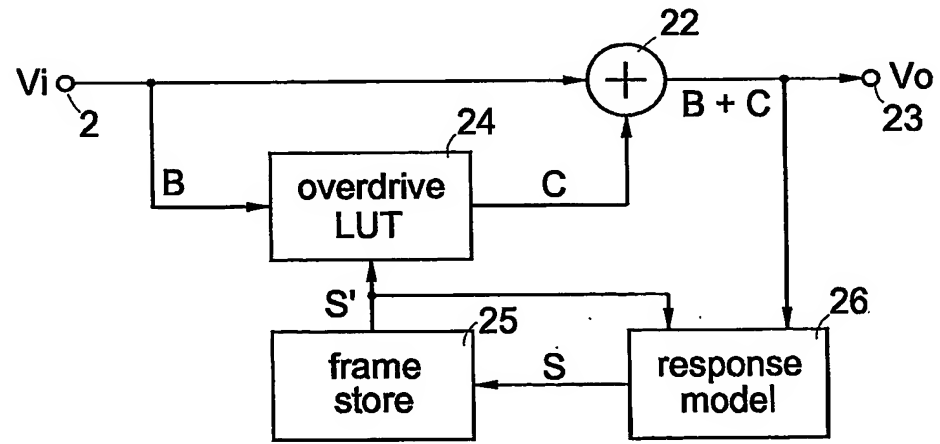 22
Vi
2
B + C
Vo
23
24
B
overdrive
LUT
C
S'
25
26
frame
store
S
response
model